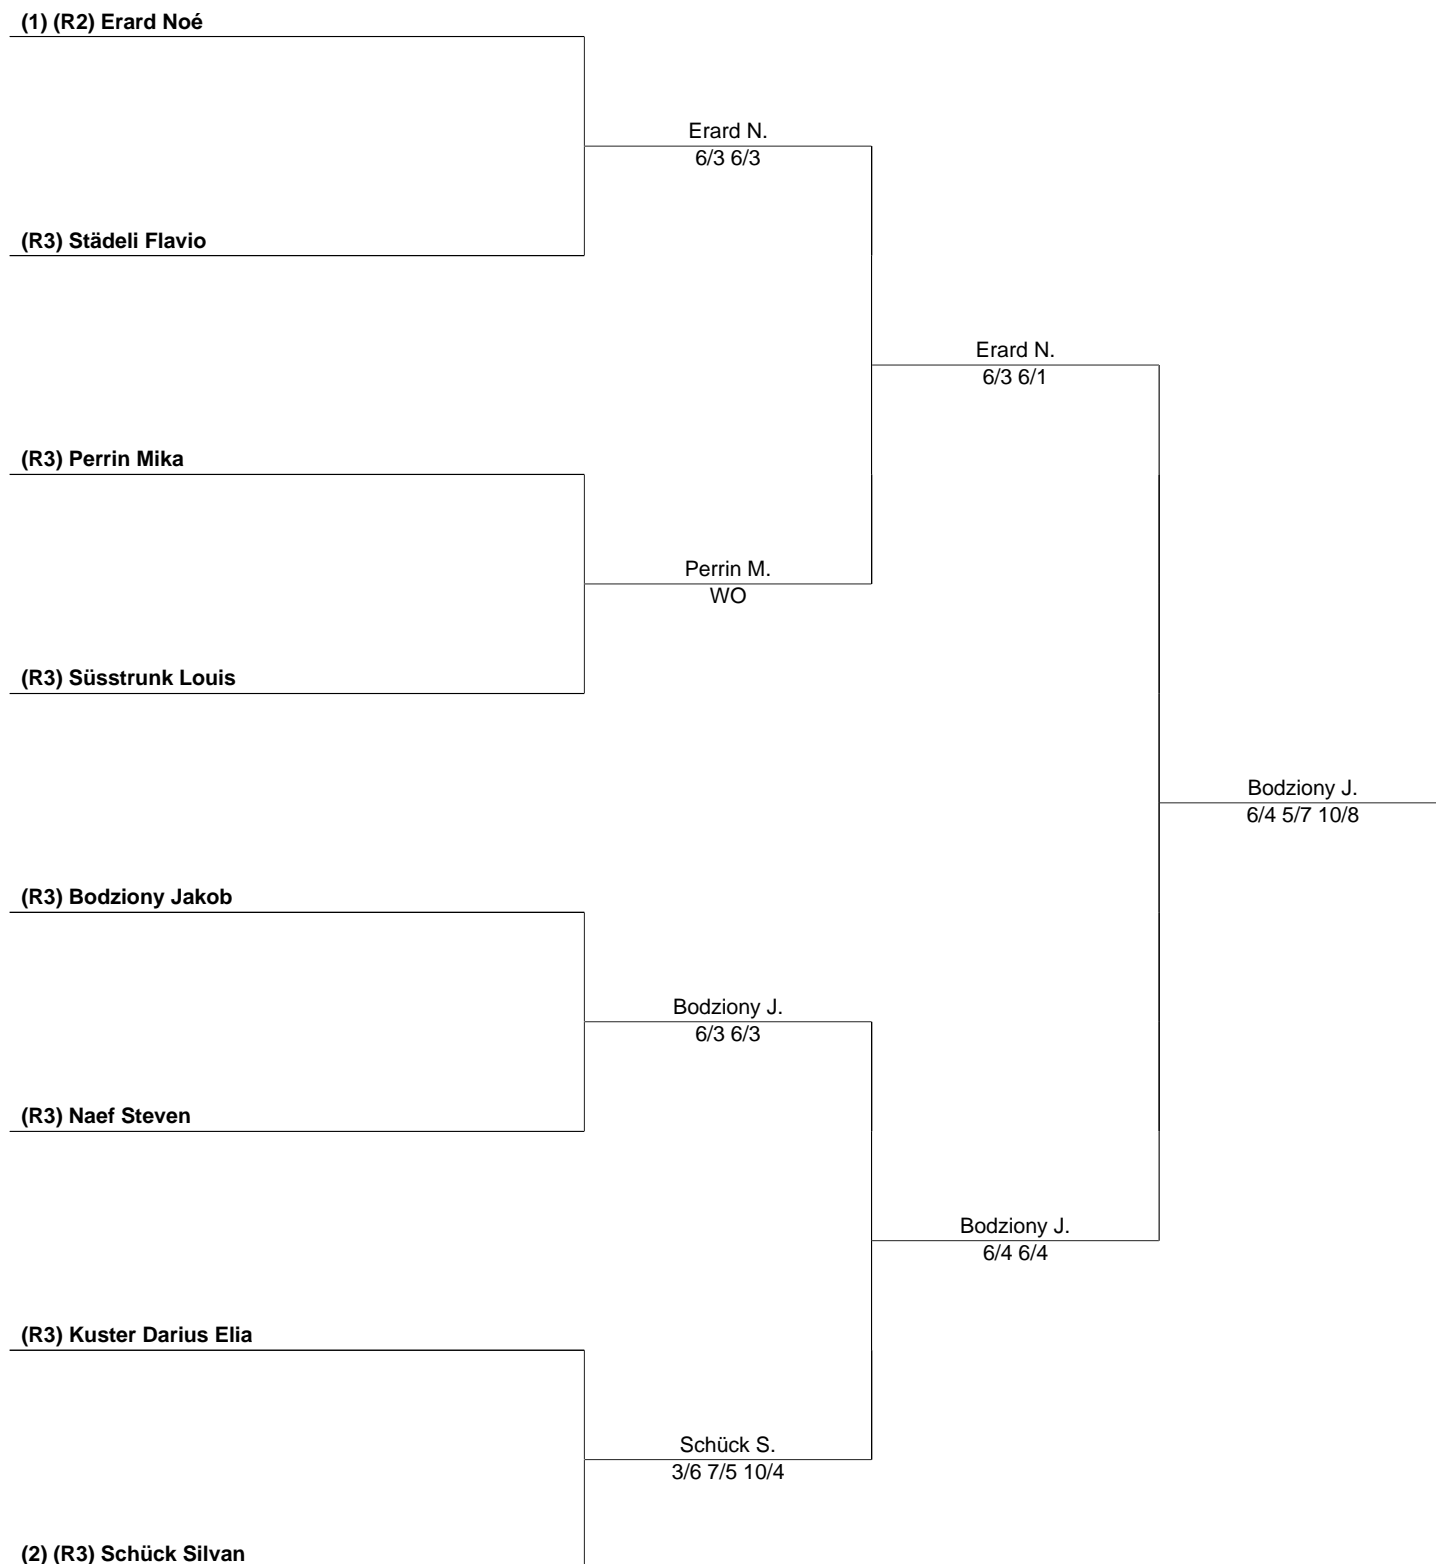 (1) (R2) Erard Noé
Erard N.
6/3 6/3
(R3) Städeli Flavio
Erard N.
6/3 6/1
(R3) Perrin Mika
Perrin M.
WO
(R3) Süsstrunk Louis
Bodziony J.
6/4 5/7 10/8
(R3) Bodziony Jakob
Bodziony J.
6/3 6/3
(R3) Naef Steven
Bodziony J.
6/4 6/4
(R3) Kuster Darius Elia
Schück S.
3/6 7/5 10/4
(2) (R3) Schück Silvan